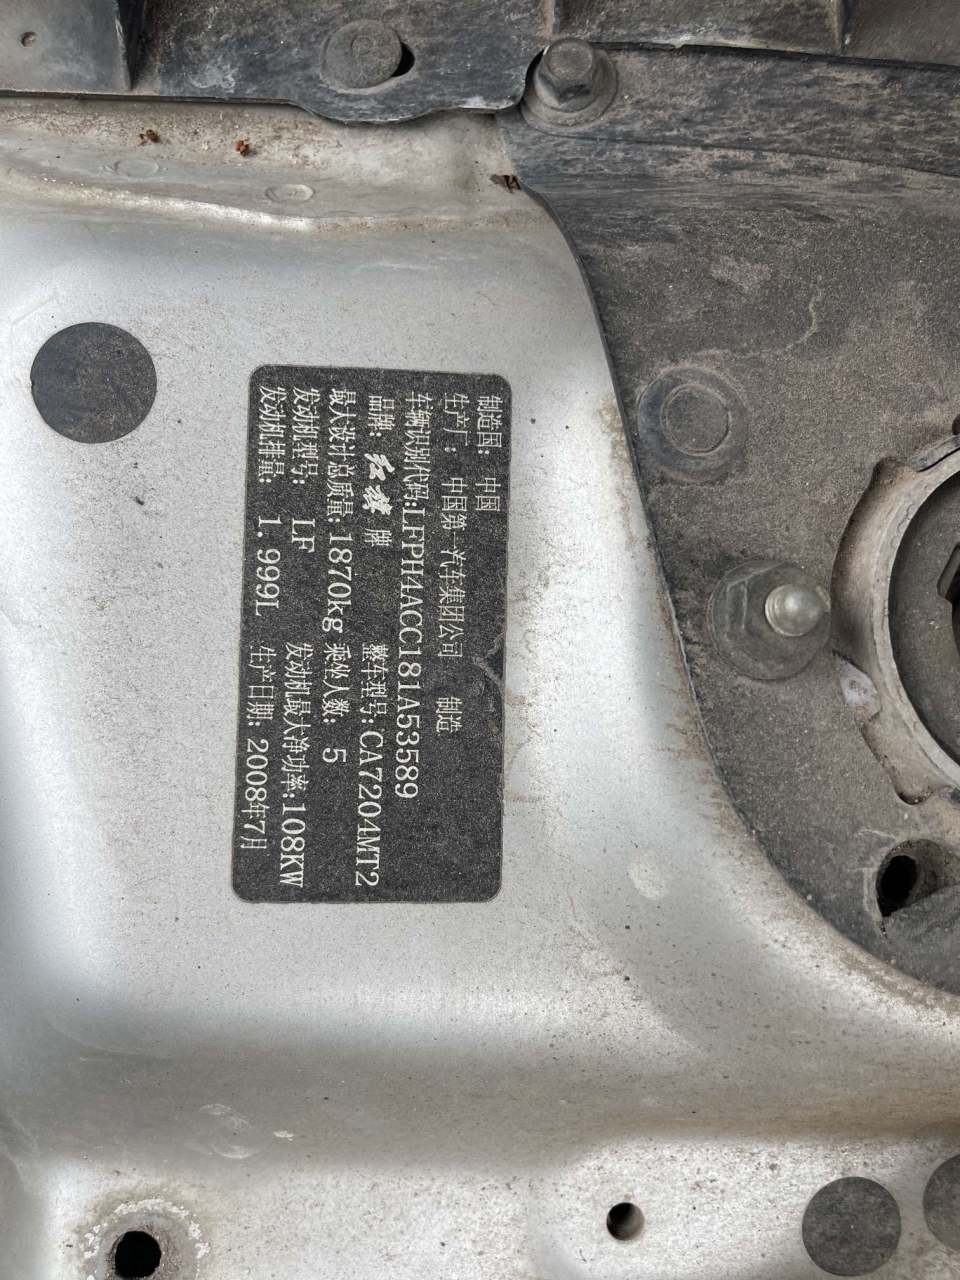 制造国: 中国
生产厂: 中国第一汽车集团公司 制造
车辆识别代码:LFPH4ACC181A53589
品牌: 红旗 牌 整车型号:CA7204MT2
最大设计总质量:1870kg 乘坐人数: 5
发动机型号: LF 发动机最大净功率:108KW
发动机排量: 1.999L 生产日期: 2008年7月